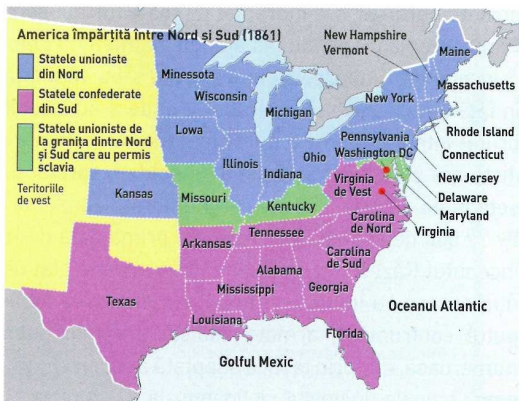 America împărțită între Nord și Sud (1861)
Statele unioniste
din Nord
Statele confederate
din Sud
Statele unioniste de
la granița dintre Nord
și Sud care au permis
sclavia
Teritoriile
de vest
New Hampshire
Vermont
Maine
Minessota
Wisconsin
Michigan
New York
Massachusetts
Iowa
Pennsylvania
Rhode Island
Washington DC
Connecticut
Illinois
Indiana
Ohio
New Jersey
Kansas
Missouri
Kentucky
Virginia
de Vest
Delaware
Maryland
Virginia
Carolina
de Nord
Tennessee
Arkansas
Carolina
de Sud
Alabama
Mississippi
Georgia
Texas
Louisiana
Florida
Oceanul Atlantic
Golful Mexic